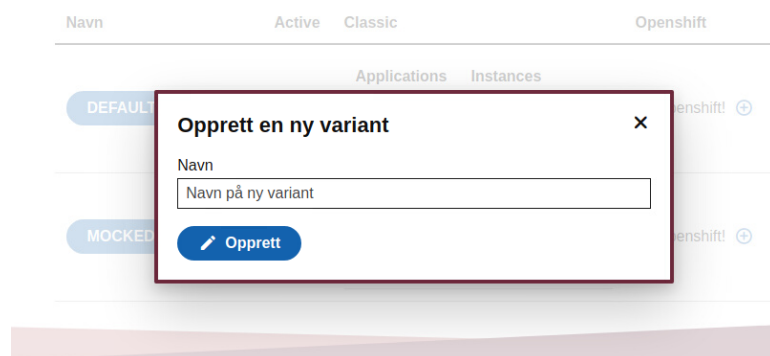 Navn Active Classic Openshift
Applications Instances
DEFAULT
enshift!
Opprett en ny variant
Navn
Navn på ny variant
Opprett
MOCKED
enshift!